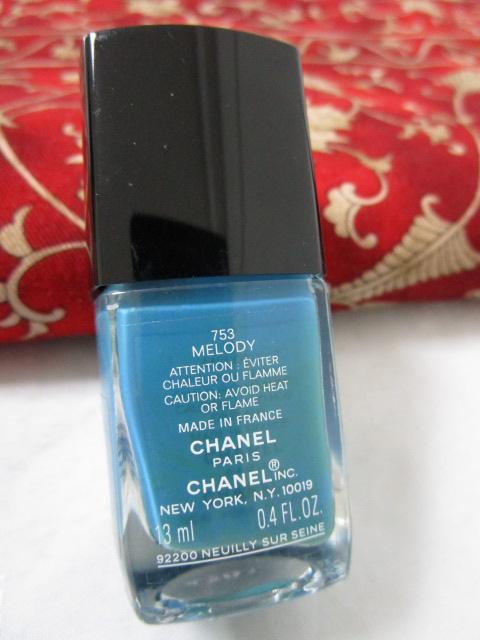 753
MELODY
ATTENTION : ÉVITER
CHALEUR OU FLAMME
CAUTION: AVOID HEAT
OR FLAME
MADE IN FRANCE
CHANEL
PARIS
CHANEL® INC.
NEW YORK, N.Y. 10019
13 ml 0.4 FL.OZ.
92200 NEUILLY SUR SEINE